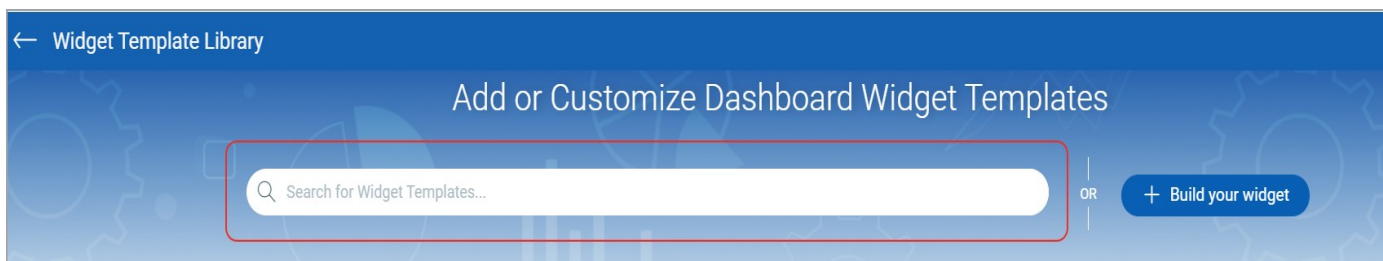 ← Widget Template Library
Add or Customize Dashboard Widget Templates
Search for Widget Templates...
OR
+ Build your widget